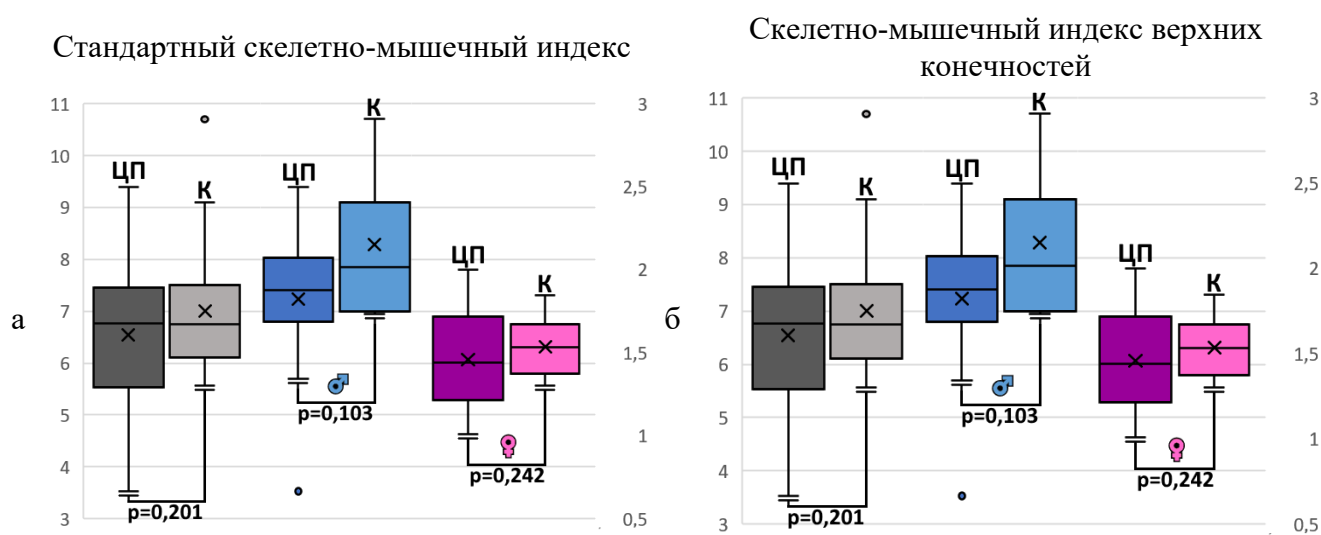 Стандартный скелетно-мышечный индекс
11
10
9
8
7
6
5
4
3
3
2,5
2
1,5
1
0,5
ЦП
К
ЦП
К
ЦП
К
p=0,201
p=0,103
p=0,242
а
Скелетно-мышечный индекс верхних
конечностей
11
10
9
8
7
6
5
4
3
3
2,5
2
1,5
1
0,5
ЦП
К
ЦП
К
ЦП
К
p=0,201
p=0,103
p=0,242
б